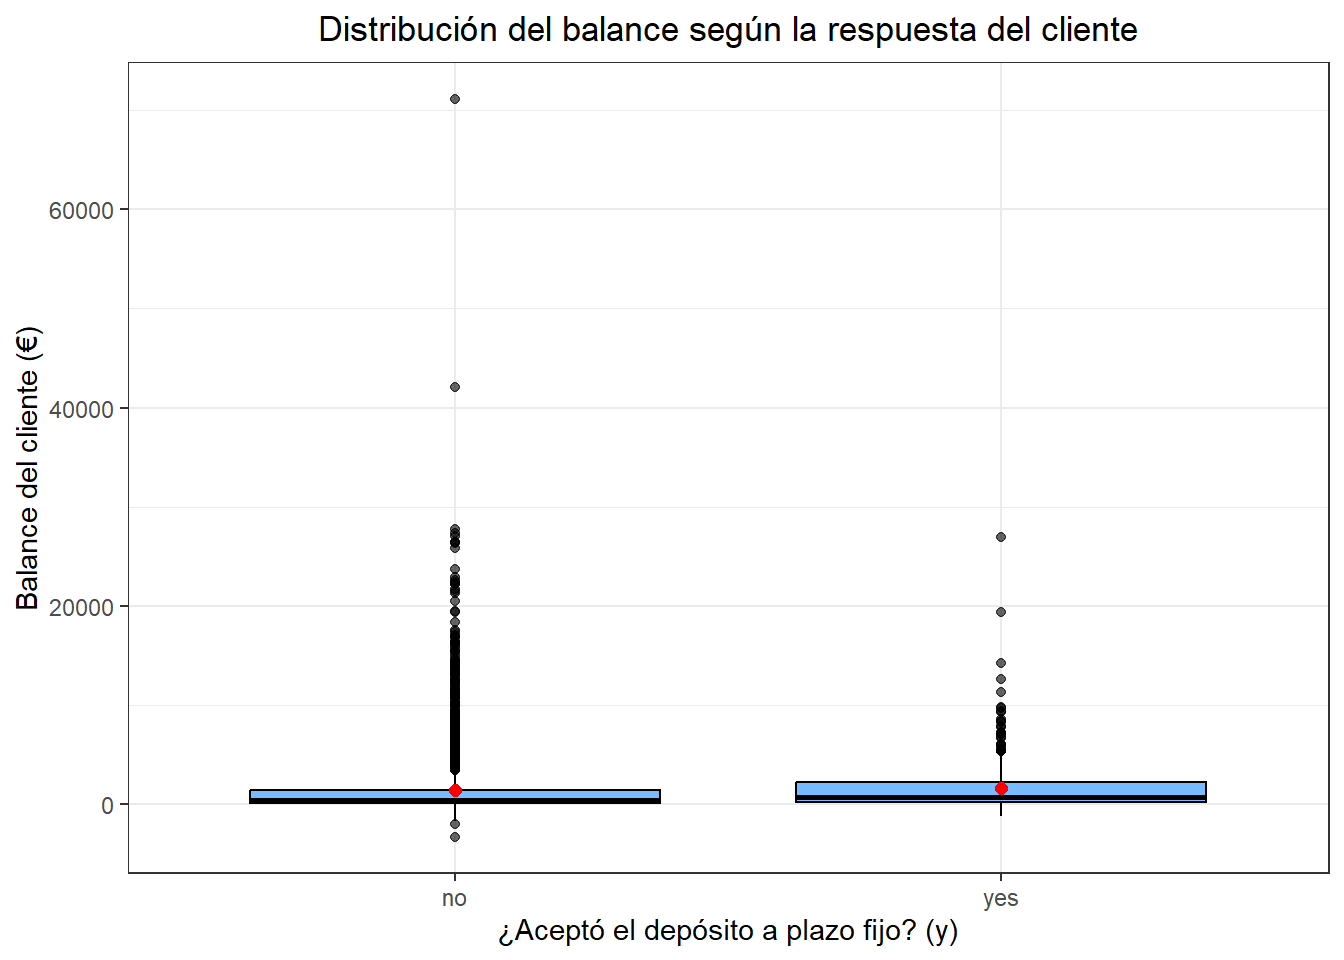 Distribución del balance según la respuesta del cliente
Balance del cliente (€)
60000
40000
20000
0
no
yes
¿Aceptó el depósito a plazo fijo? (y)